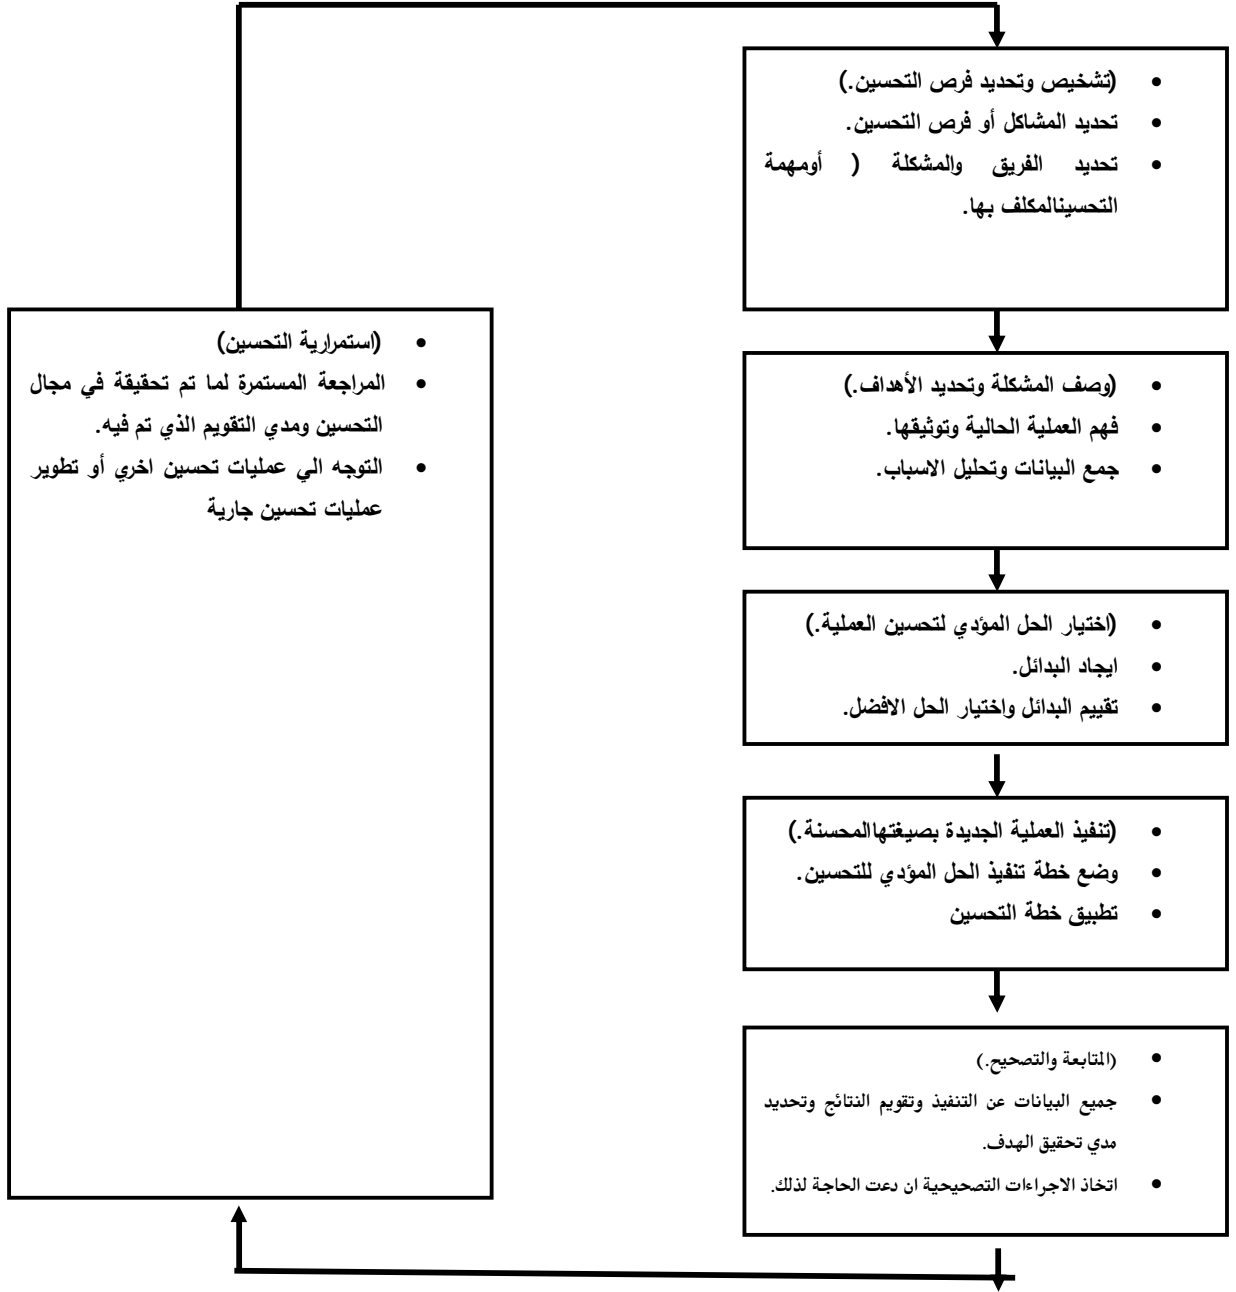 • (تشخيص وتحديد فرص التحسين.)
• تحديد المشاكل أو فرص التحسين.
• تحديد الفريق والمشكلة ( أومهمة
التحسينالمكلف بها.
• (وصف المشكلة وتحديد الأهداف.)
• فهم العملية الحالية وتوثيقها.
• جمع البيانات وتحليل الاسباب.
• (اختيار الحل المؤدي لتحسين العملية.)
• ايجاد البدائل.
• تقييم البدائل واختيار الحل الافضل.
• (تنفيذ العملية الجديدة بصيغتهاالمحسنة.)
• وضع خطة تنفيذ الحل المؤدي للتحسين.
• تطبيق خطة التحسين
• (المتابعة والتصحيح.)
• جميع البيانات عن التنفيذ وتقويم النتائج وتحديد
مدي تحقيق الهدف.
• اتخاذ الاجراءات التصحيحية ان دعت الحاجة لذلك.
• (استمرارية التحسين)
• المراجعة المستمرة لما تم تحقيقة في مجال
التحسين ومدي التقويم الذي تم فيه.
• التوجه الي عمليات تحسين اخري أو تطوير
عمليات تحسين جارية